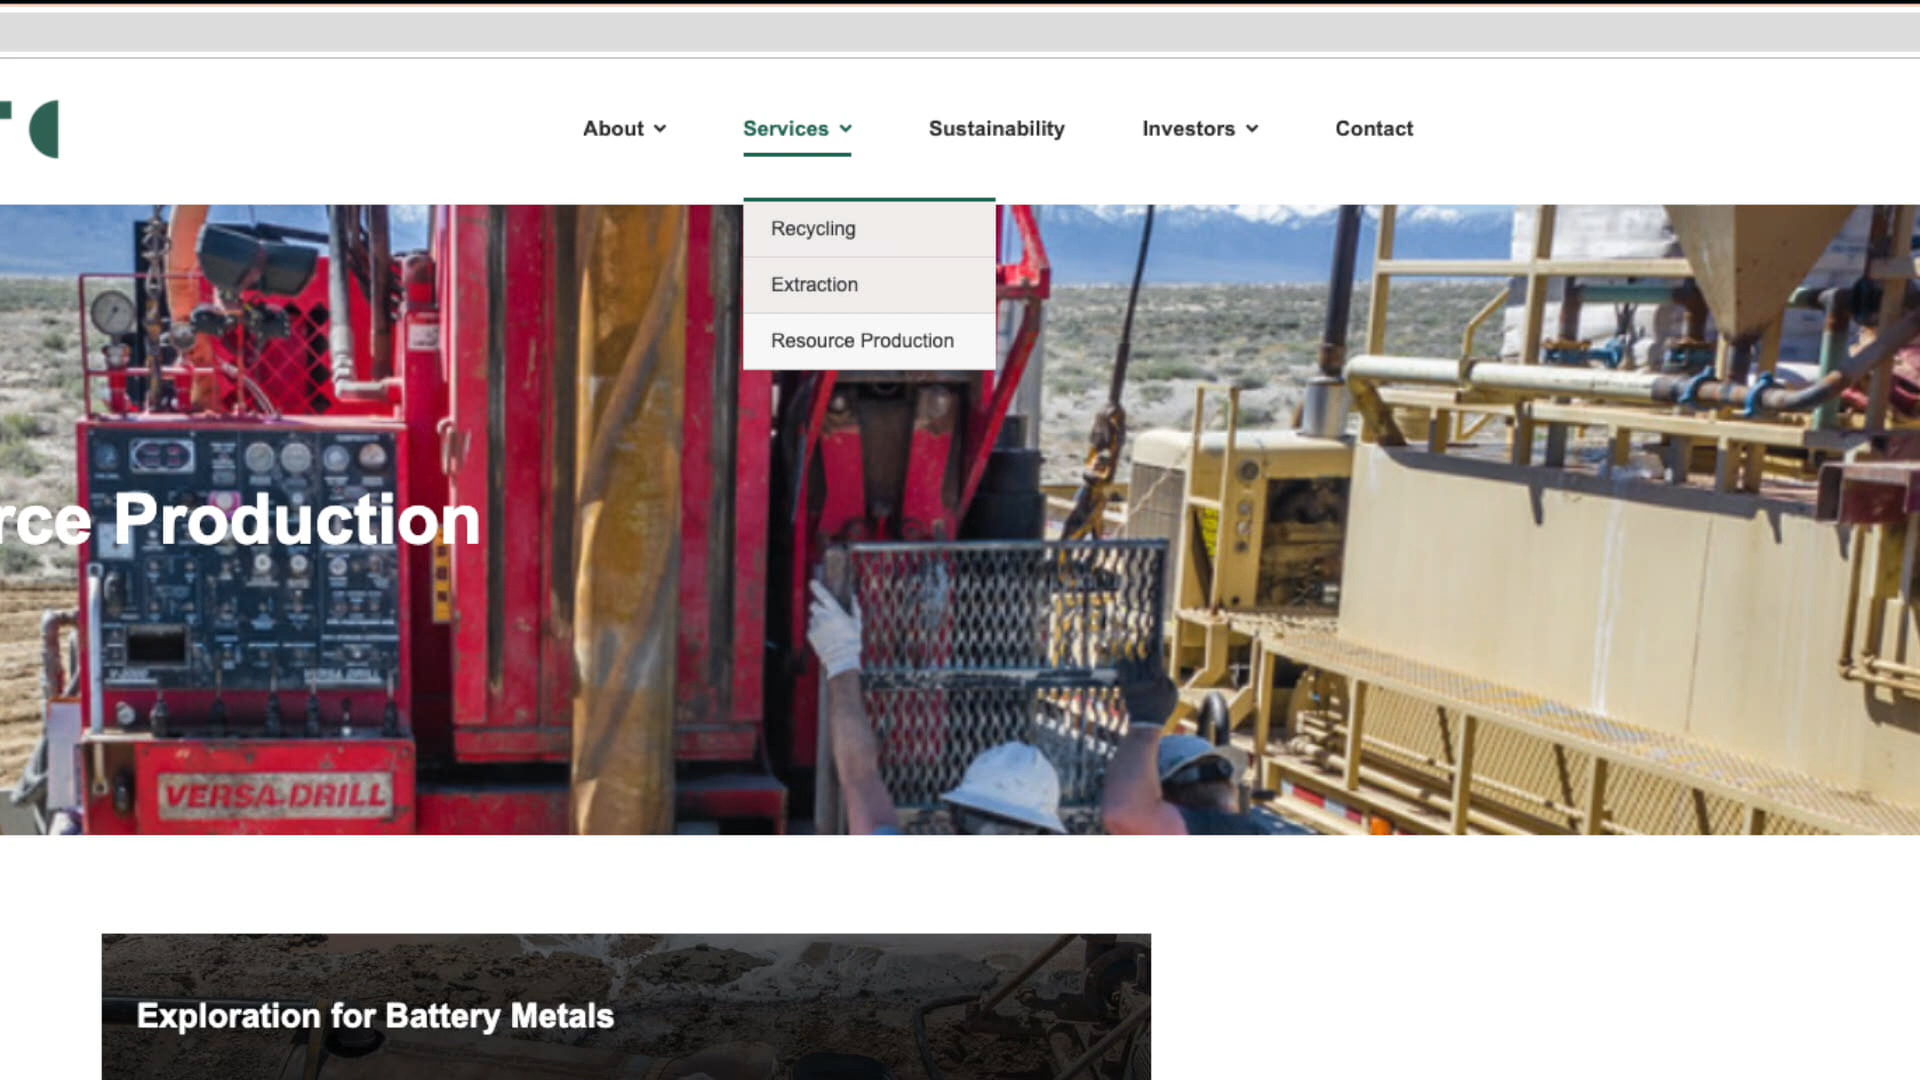 About
Services
Sustainability
Investors
Contact
Recycling
Extraction
Resource Production
rce Production
VERSA-DRILL
Exploration for Battery Metals